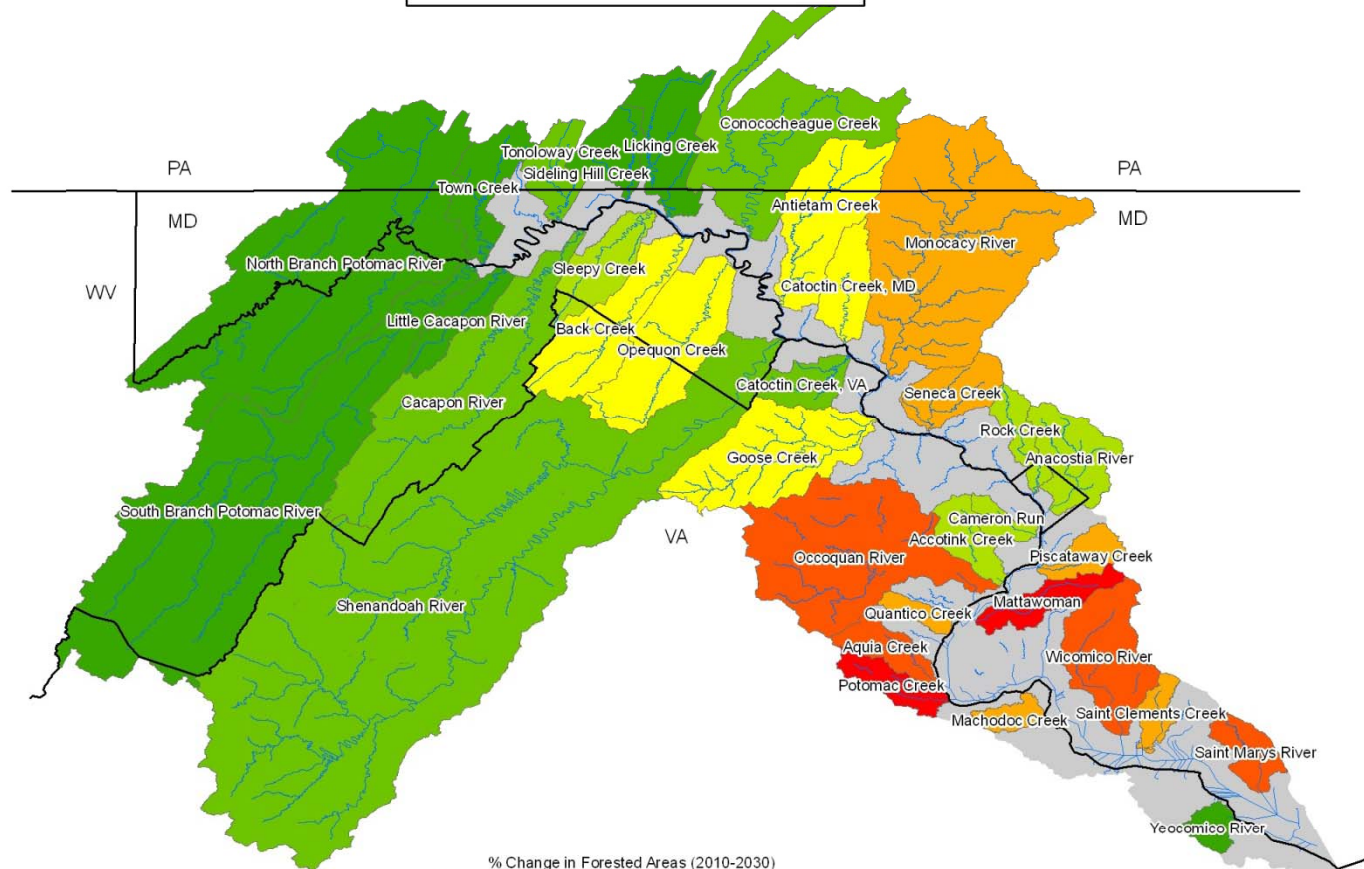 Conococheague Creek
Licking Creek
Tonoloway Creek
PA
PA
Sideling Hill Creek
Town Creek
Antietam Creek
MD
MD
Monocacy River
North Branch Potomac River
Sleepy Creek
WV
Catoctin Creek, MD
Little Cacapon River
Back Creek
Opequon Creek
Catoctin Creek, VA
Seneca Creek
Cacapon River
Rock Creek
Goose Creek
Anacostia River
South Branch Potomac River
Cameron Run
VA
Accotink Creek
Occoquan River
Piscataway Creek
Mattawoman
Shenandoah River
Quantico Creek
Aquia Creek
Wicomico River
Potomac Creek
Saint Clements Creek
Machodoc Creek
Saint Marys River
Yeocomico River
% Change in Forested Areas (2010-2030)